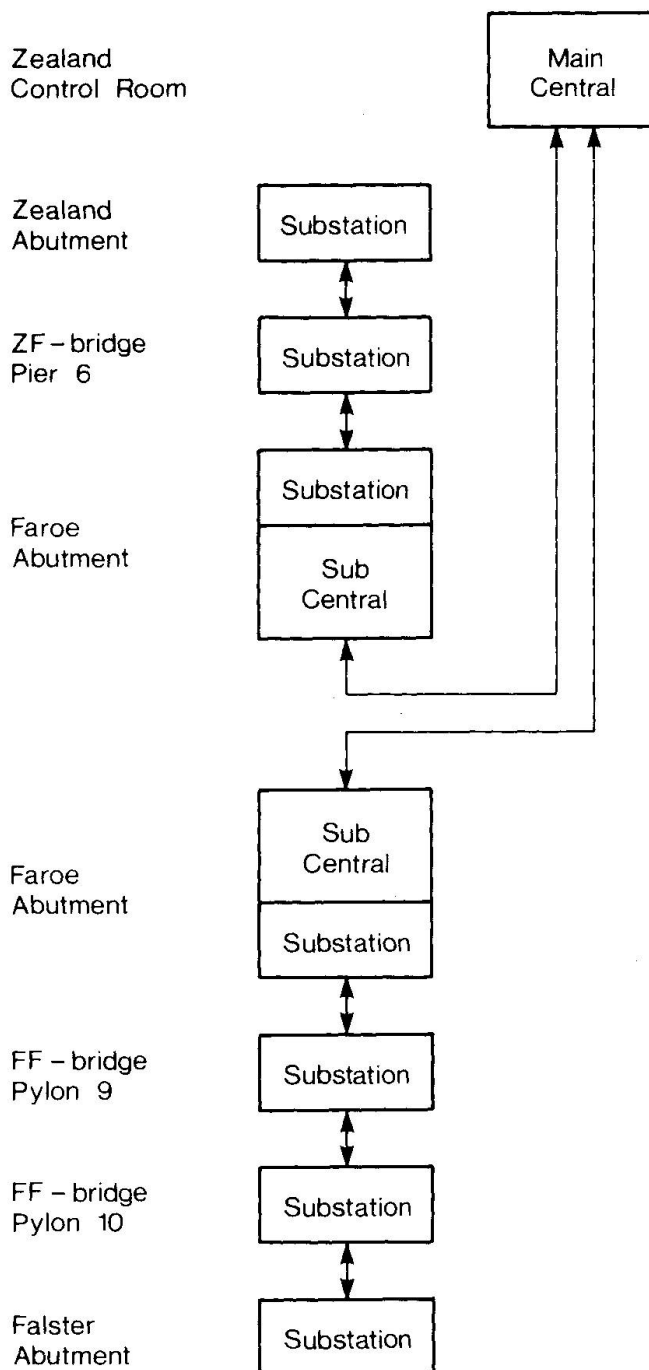 Zealand
Control Room
Main
Central
Zealand
Abutment
Substation
ZF-bridge
Pier 6
Substation
Substation
Faroe
Abutment
Sub
Central
Sub
Central
Faroe
Abutment
Substation
FF-bridge
Pylon 9
Substation
FF-bridge
Pylon 10
Substation
Falster
Abutment
Substation